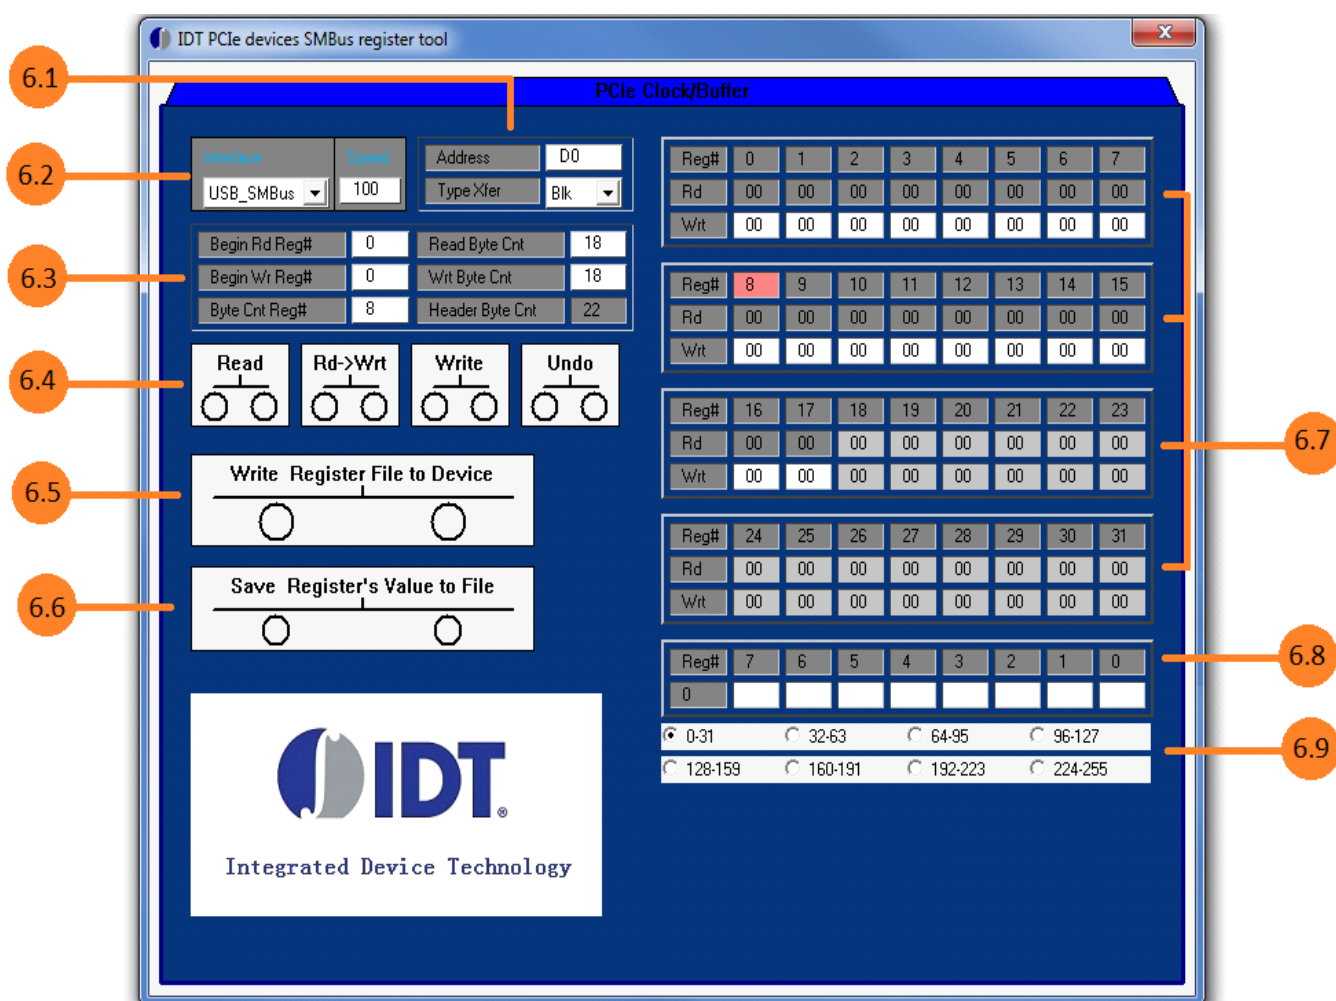 IDT PCIe devices SMBus register tool
x
6.1
PCIe Clock/Buffer
6.2
Interface Speed
USB_SMBus 100
Address D0
Type Xfer Blk
6.3
Begin Rd Reg# 0 Read Byte Cnt 18
Begin Wr Reg# 0 Wrt Byte Cnt 18
Byte Cnt Reg# 8 Header Byte Cnt 22
6.4
Read Rd->Wrt Write Undo
6.5
Write Register File to Device
6.6
Save Register's Value to File
IDT®
Integrated Device Technology
Reg# 0 1 2 3 4 5 6 7
Rd 00 00 00 00 00 00 00 00
Wrt 00 00 00 00 00 00 00 00
Reg# 8 9 10 11 12 13 14 15
Rd 00 00 00 00 00 00 00 00
Wrt 00 00 00 00 00 00 00 00
Reg# 16 17 18 19 20 21 22 23
Rd 00 00 00 00 00 00 00 00
Wrt 00 00 00 00 00 00 00 00
6.7
Reg# 24 25 26 27 28 29 30 31
Rd 00 00 00 00 00 00 00 00
Wrt 00 00 00 00 00 00 00 00
Reg# 7 6 5 4 3 2 1 0
0
6.8
0-31 32-63 64-95 96-127
128-159 160-191 192-223 224-255
6.9